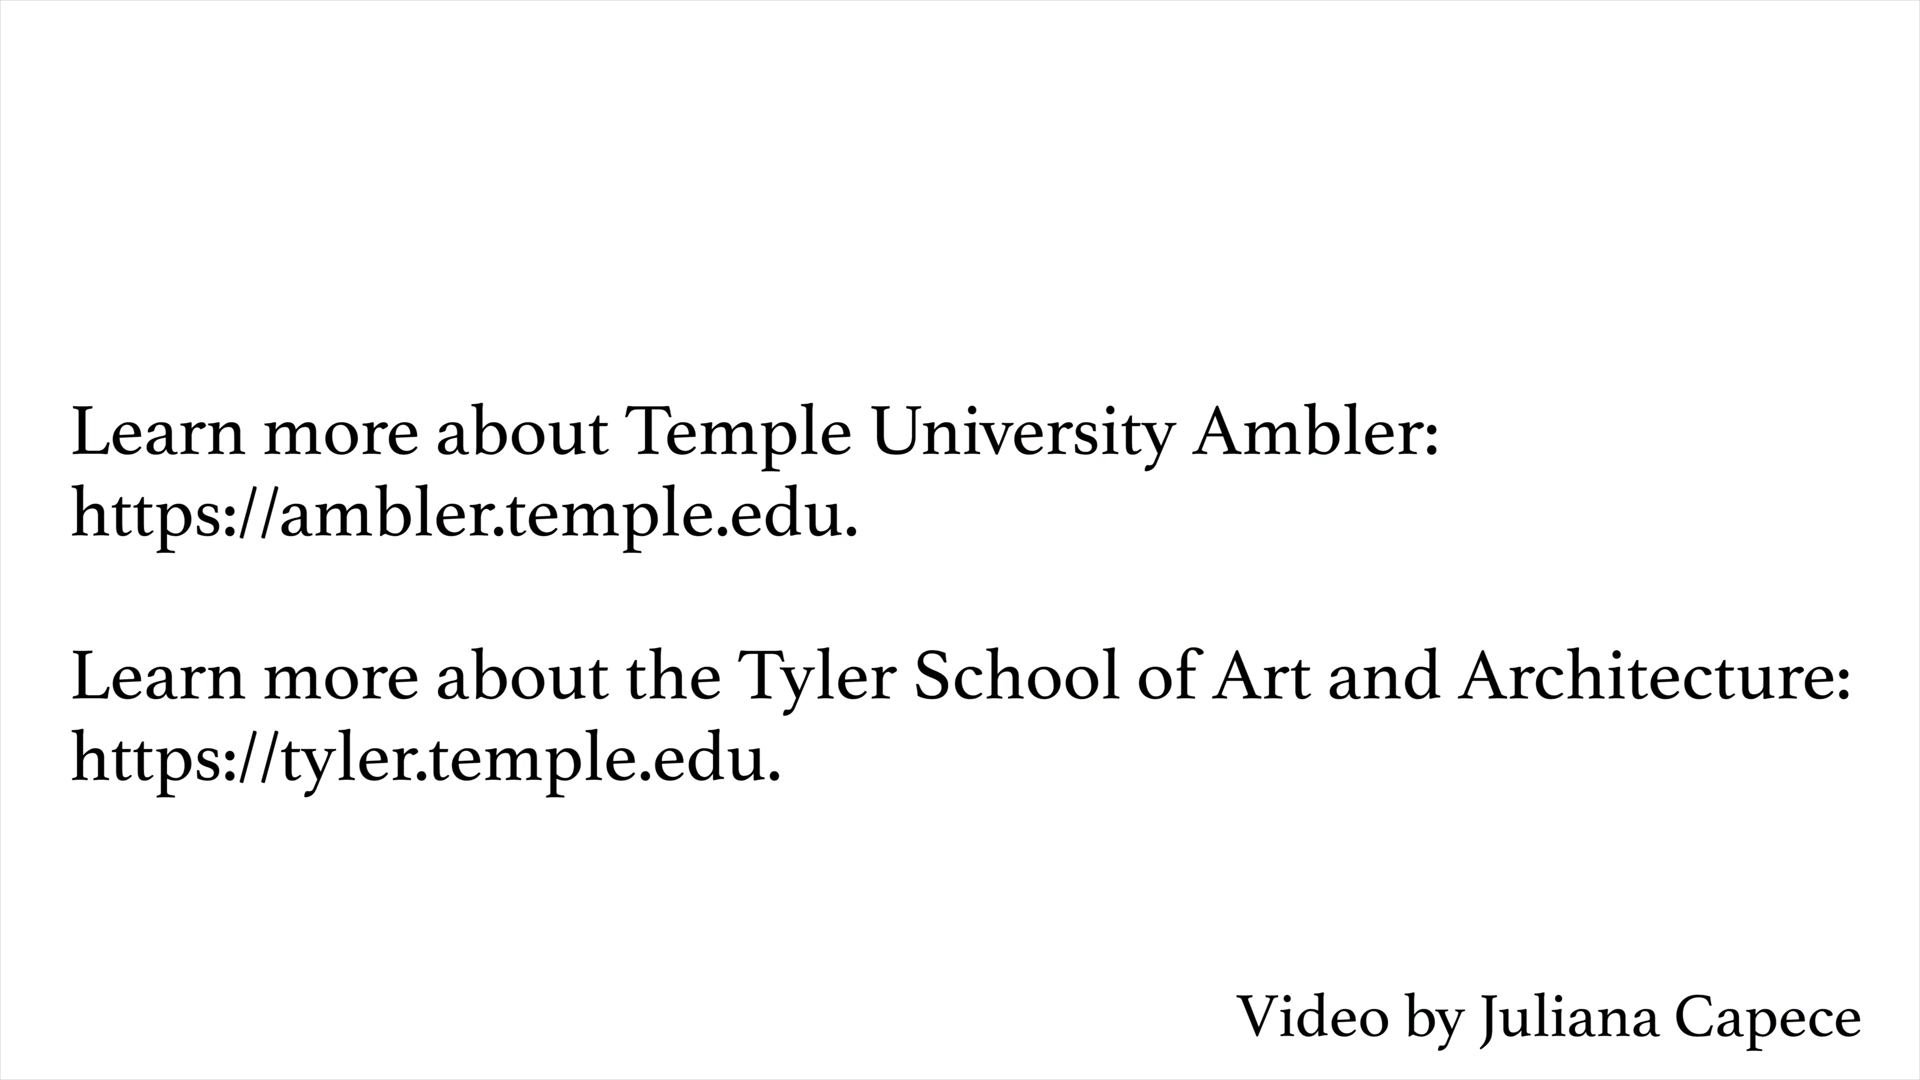 Learn more about Temple University Ambler:
https://ambler.temple.edu.
Learn more about the Tyler School of Art and Architecture:
https://tyler.temple.edu.
Video by Juliana Capece